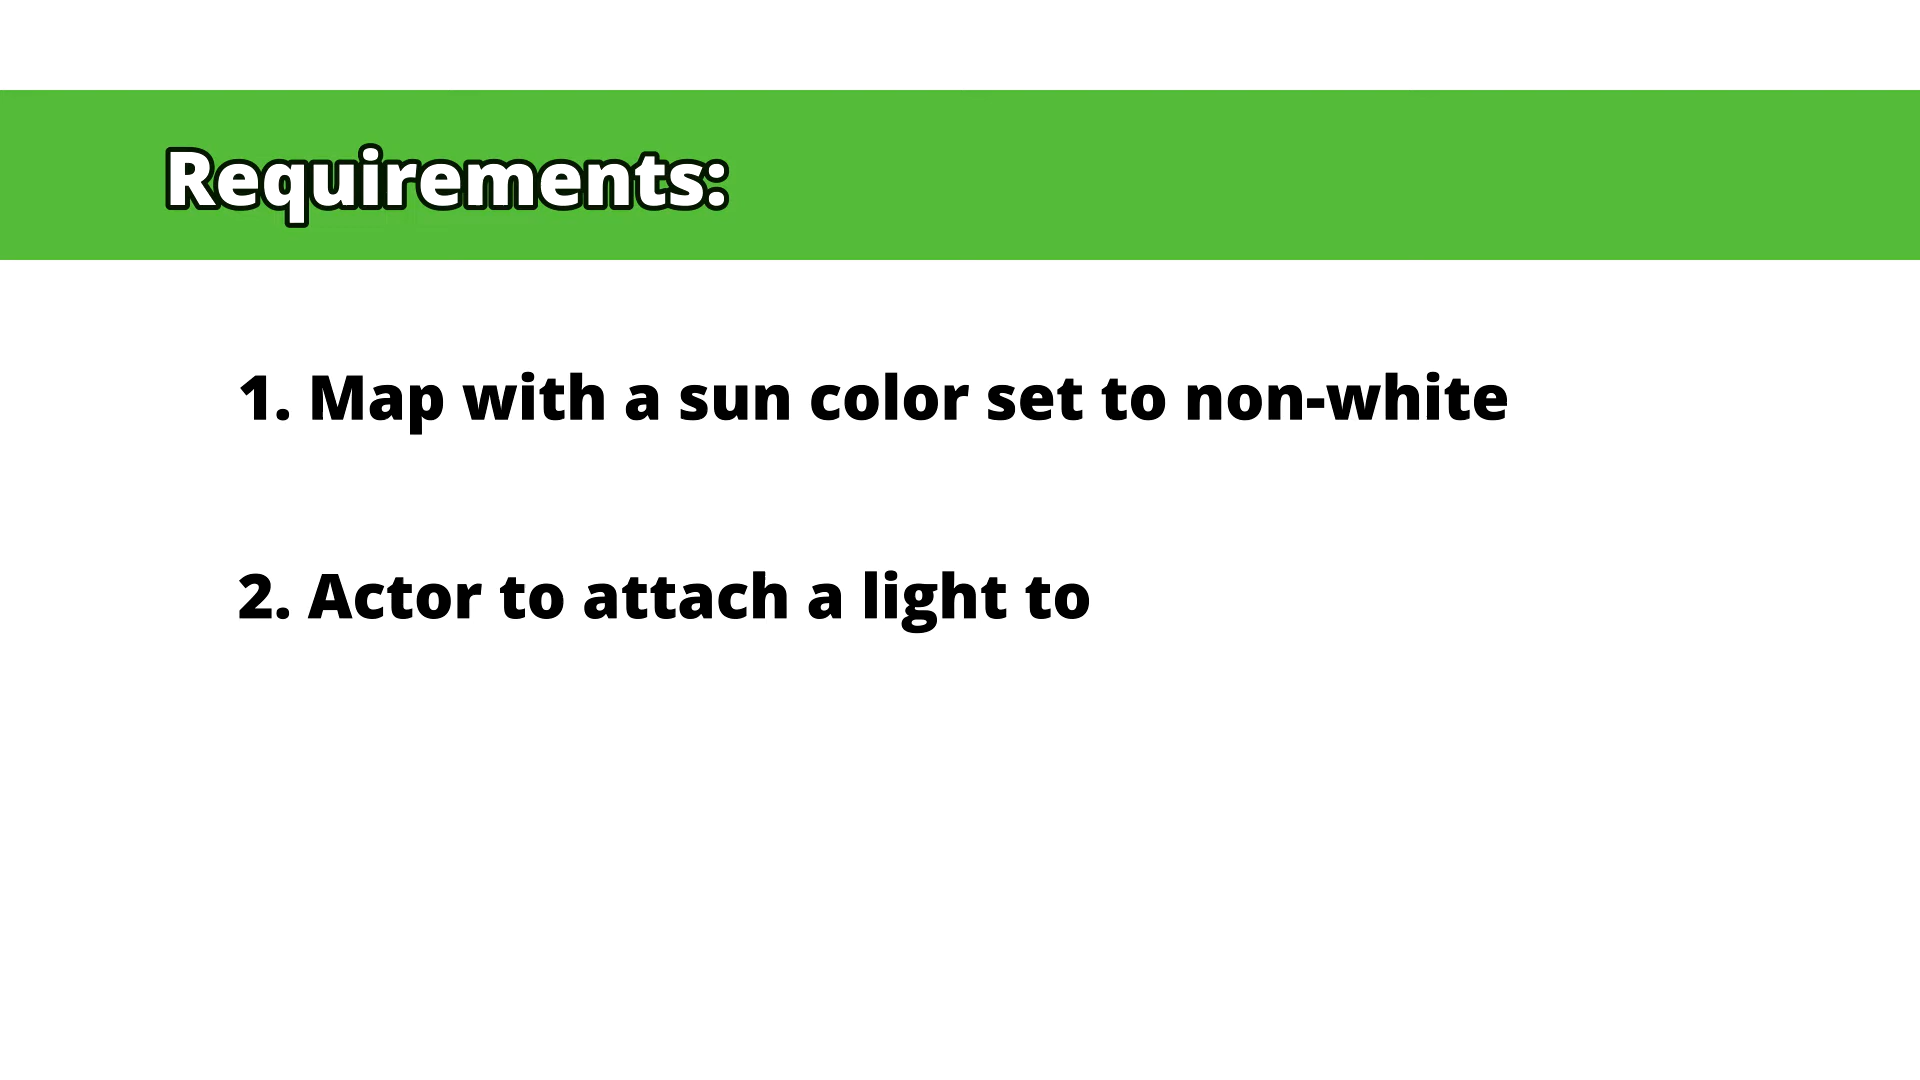 Requirements:
1. Map with a sun color set to non-white
2. Actor to attach a light to